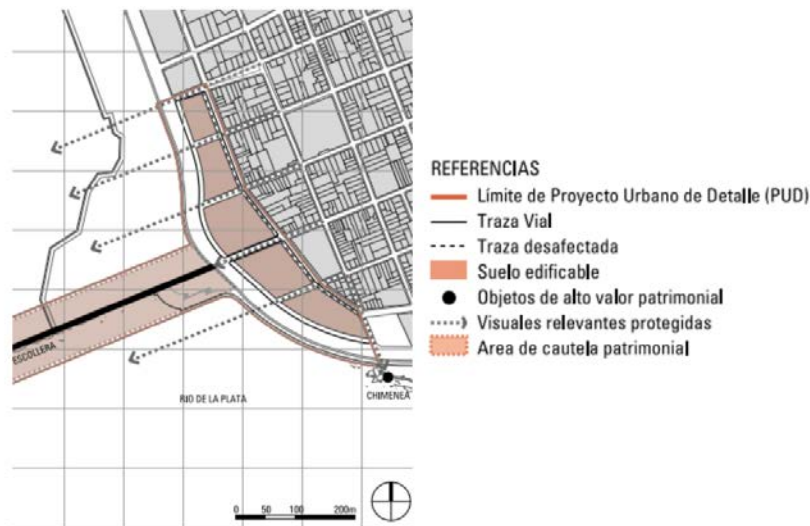 ESCOLLERA
RIO DE LA PLATA
CHIMENEA
0 50 100 200m
REFERENCIAS
Límite de Proyecto Urbano de Detalle (PUD)
Traza Vial
Traza desafectada
Suelo edificable
Objetos de alto valor patrimonial
Visuales relevantes protegidas
Area de cautela patrimonial